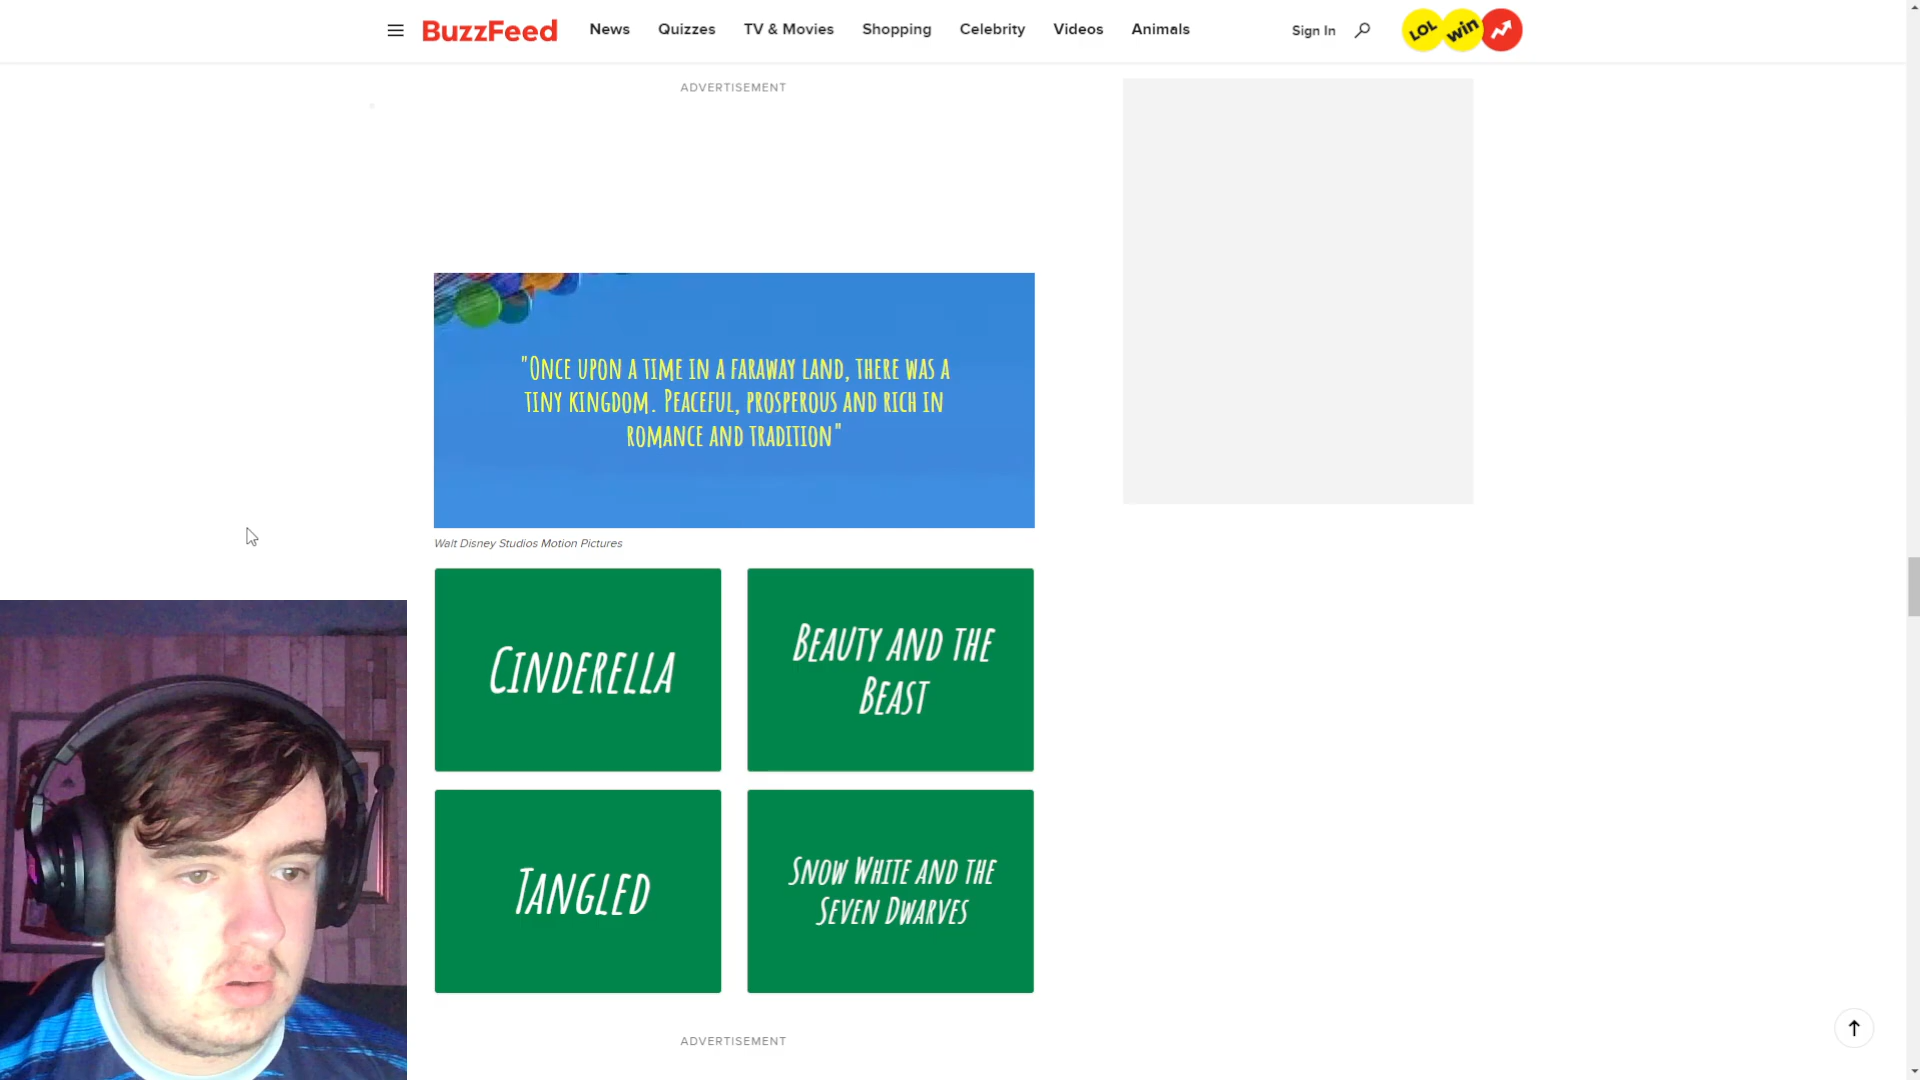 BuzzFeed News Quizzes TV & Movies Shopping Celebrity Videos Animals Sign In LOL win
ADVERTISEMENT
"Once upon a time in a faraway land, there was a
tiny kingdom. Peaceful, prosperous and rich in
romance and tradition"
Walt Disney Studios Motion Pictures
Cinderella
Beauty and the
Beast
Tangled
Snow White and the
Seven Dwarves
ADVERTISEMENT